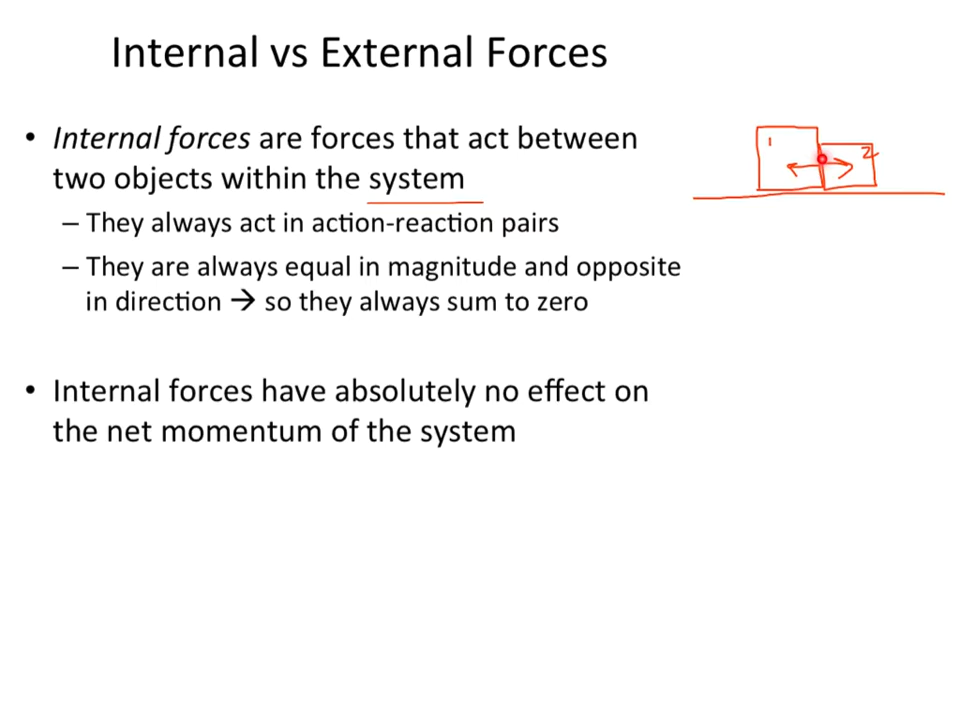 Internal vs External Forces
• Internal forces are forces that act between
two objects within the system
– They always act in action-reaction pairs
– They are always equal in magnitude and opposite
in direction → so they always sum to zero
• Internal forces have absolutely no effect on
the net momentum of the system
1
2